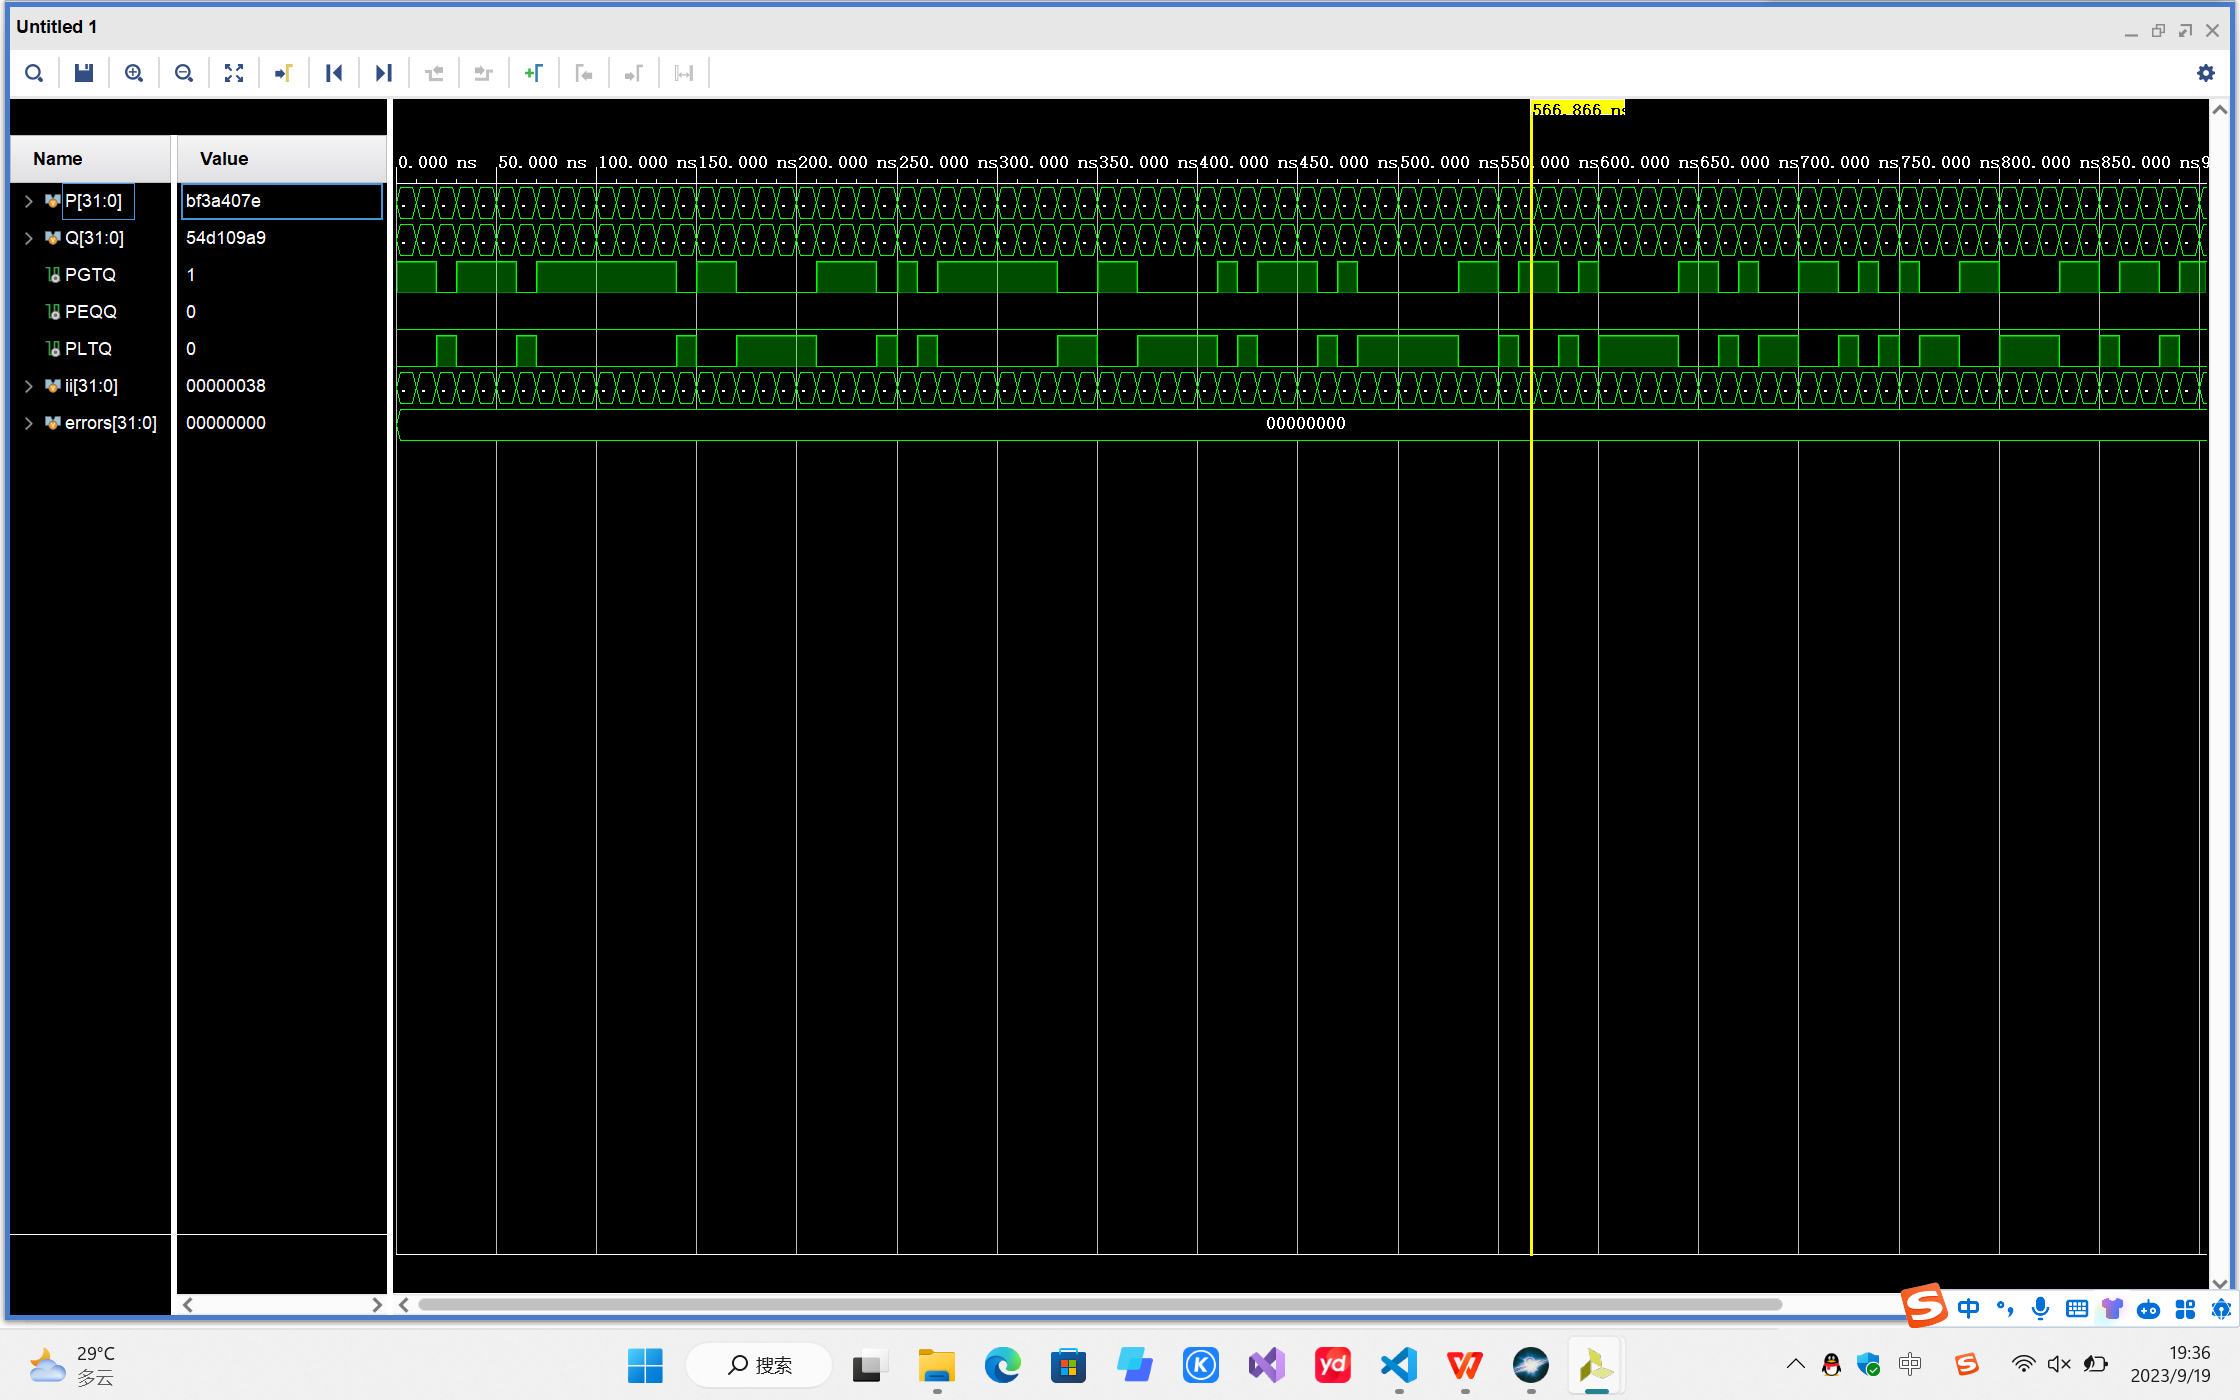 Untitled 1
566.866 ns
Name Value
0.000 ns 50.000 ns 100.000 ns 150.000 ns 200.000 ns 250.000 ns 300.000 ns 350.000 ns 400.000 ns 450.000 ns 500.000 ns 550.000 ns 600.000 ns 650.000 ns 700.000 ns 750.000 ns 800.000 ns 850.000 ns 9
P[31:0] bf3a407e
Q[31:0] 54d109a9
PGTQ 1
PEQQ 0
PLTQ 0
ii[31:0] 00000038
errors[31:0] 00000000 00000000
S 中 °,
29°C
多云
搜索
K
yd
W
中
S
19:36
2023/9/19